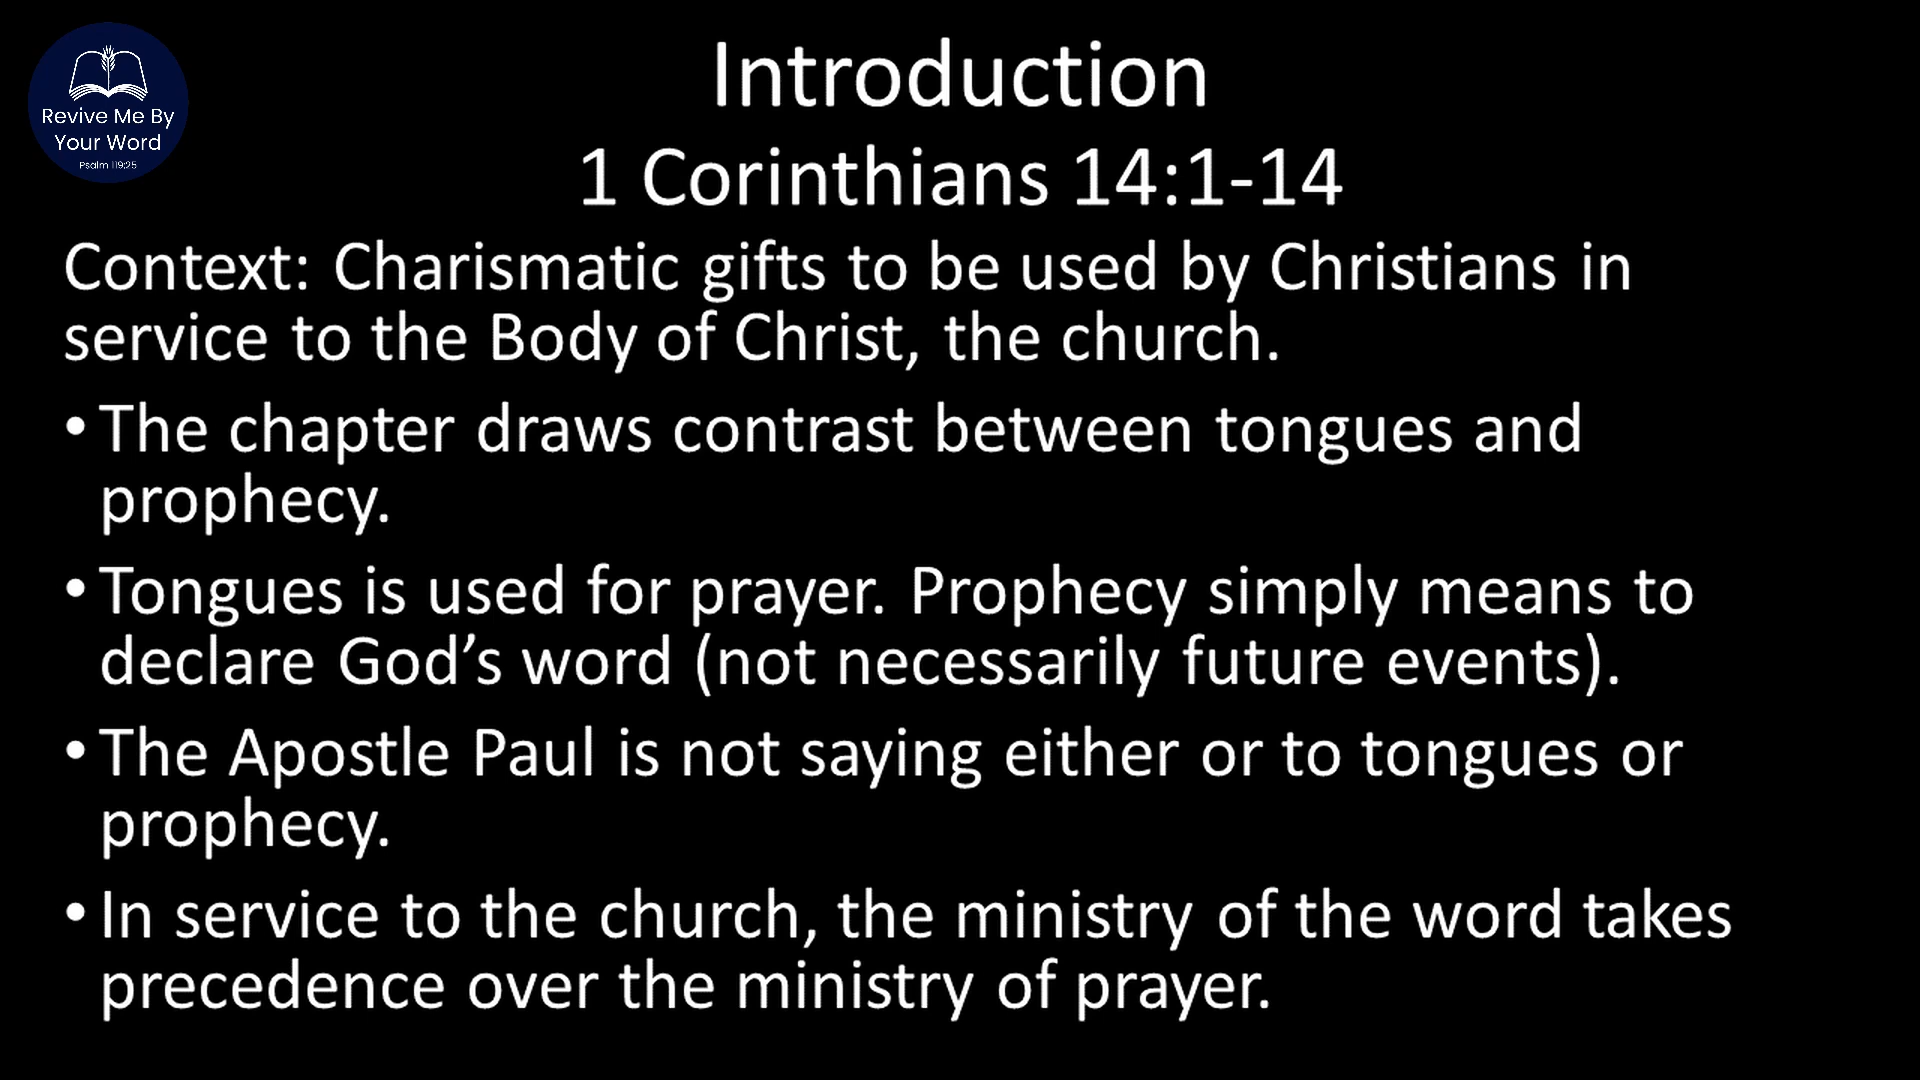 Revive Me By
Your Word
Psalm 119:25
Introduction
1 Corinthians 14:1-14
Context: Charismatic gifts to be used by Christians in
service to the Body of Christ, the church.
• The chapter draws contrast between tongues and
prophecy.
• Tongues is used for prayer. Prophecy simply means to
declare God’s word (not necessarily future events).
• The Apostle Paul is not saying either or to tongues or
prophecy.
• In service to the church, the ministry of the word takes
precedence over the ministry of prayer.